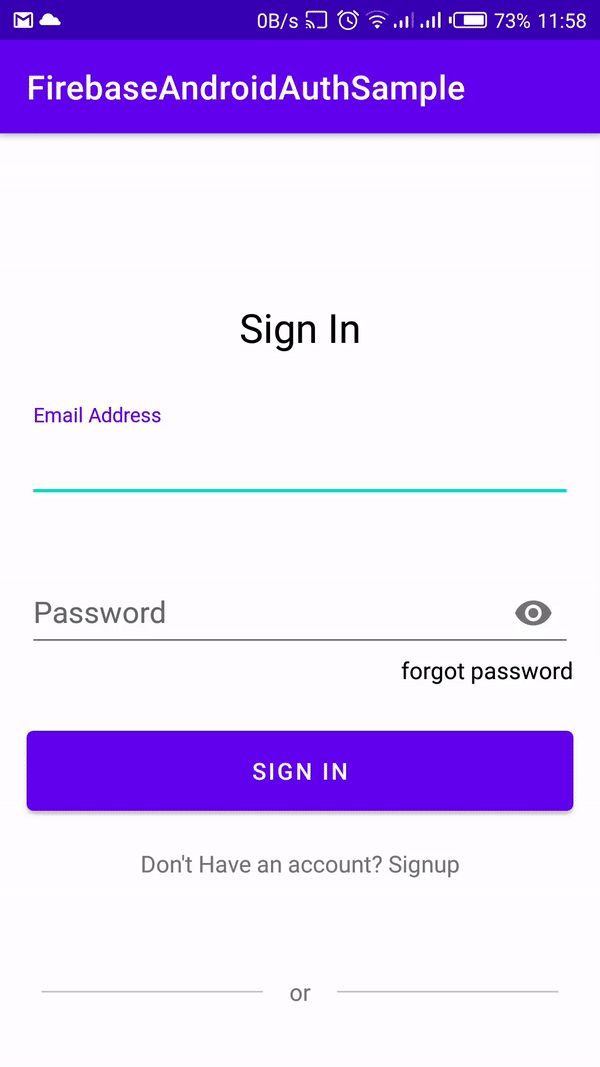 0B/s 73% 11:58
FirebaseAndroidAuthSample
Sign In
Email Address
Password
forgot password
SIGN IN
Don't Have an account? Signup
or